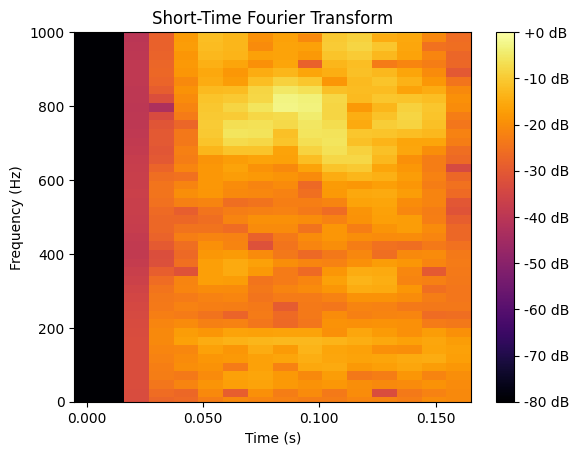 Short-Time Fourier Transform
1000
800
600
400
200
0
Frequency (Hz)
0.000
0.050
0.100
0.150
Time (s)
+0 dB
-10 dB
-20 dB
-30 dB
-40 dB
-50 dB
-60 dB
-70 dB
-80 dB